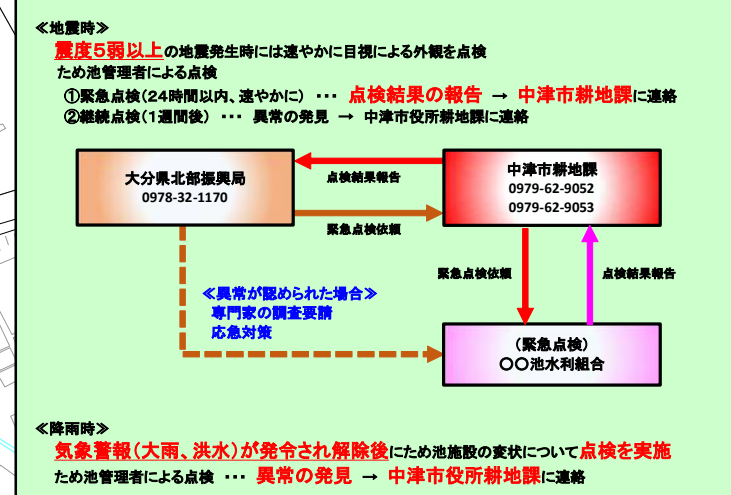 ≪地震時≫
震度5弱以上の地震発生時には速やかに目視による外観を点検
ため池管理者による点検
①緊急点検(24時間以内、速やかに) ・・・ 点検結果の報告 → 中津市耕地課に連絡
②継続点検(1週間後) ・・・ 異常の発見 → 中津市役所耕地課に連絡
大分県北部振興局
0978-32-1170
点検結果報告
緊急点検依頼
中津市耕地課
0979-62-9052
0979-62-9053
緊急点検依頼
点検結果報告
≪異常が認められた場合≫
専門家の調査要請
応急対策
(緊急点検)
〇〇池水利組合
≪降雨時≫
気象警報(大雨、洪水)が発令され解除後にため池施設の変状について点検を実施
ため池管理者による点検 ・・・ 異常の発見 → 中津市役所耕地課に連絡